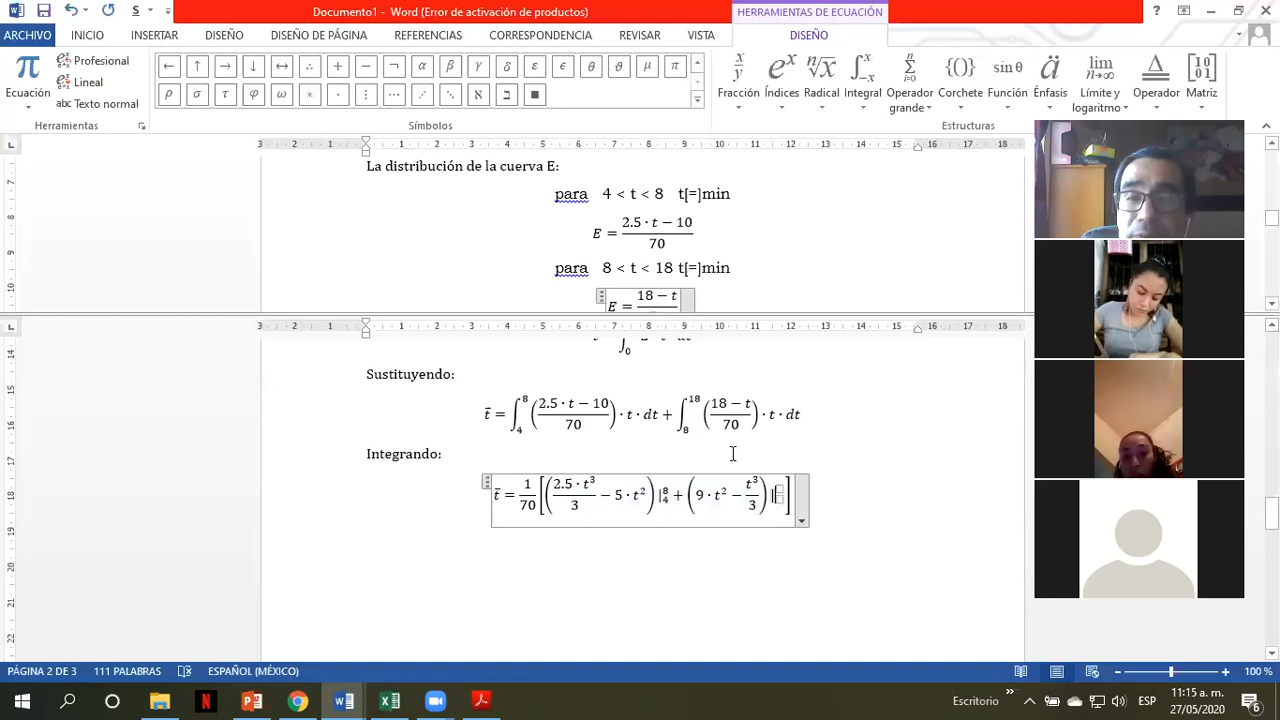 Documento1 - Word (Error de activación de productos)
HERRAMIENTAS DE ECUACIÓN
ARCHIVO INICIO INSERTAR DISEÑO DISEÑO DE PÁGINA REFERENCIAS CORRESPONDENCIA REVISAR VISTA DISEÑO
π Ecuación
Profesional
Lineal
abc Texto normal
Herramientas
← ↑ → ↓ ↔ ∴ + − ¬ α β γ δ ε ϵ θ ϑ μ π
ρ σ τ φ ω ∗ ∙ ⋮ ⋯ ⋰ ⋱ ℵ ℶ ■
Símbolos
Fracción Índices Radical Integral Operador grande Corchete Función Énfasis Límite y logaritmo Operador Matriz
Estructuras
La distribución de la cuerva E:
para 4 < t < 8 t[=]min
E = (2.5 · t − 10)/70
para 8 < t < 18 t[=]min
E = 18 − t
Sustituyendo:
t̄ = ∫₄⁸ ((2.5 · t − 10)/70) · t · dt + ∫₈¹⁸ ((18 − t)/70) · t · dt
Integrando:
t̄ = 1/70 [((2.5 · t³)/3 − 5 · t²) |₄⁸ + (9 · t² − t³/3) |]
PÁGINA 2 DE 3 111 PALABRAS ESPAÑOL (MÉXICO) 100 %
Escritorio » ESP 11:15 a. m.
27/05/2020 6